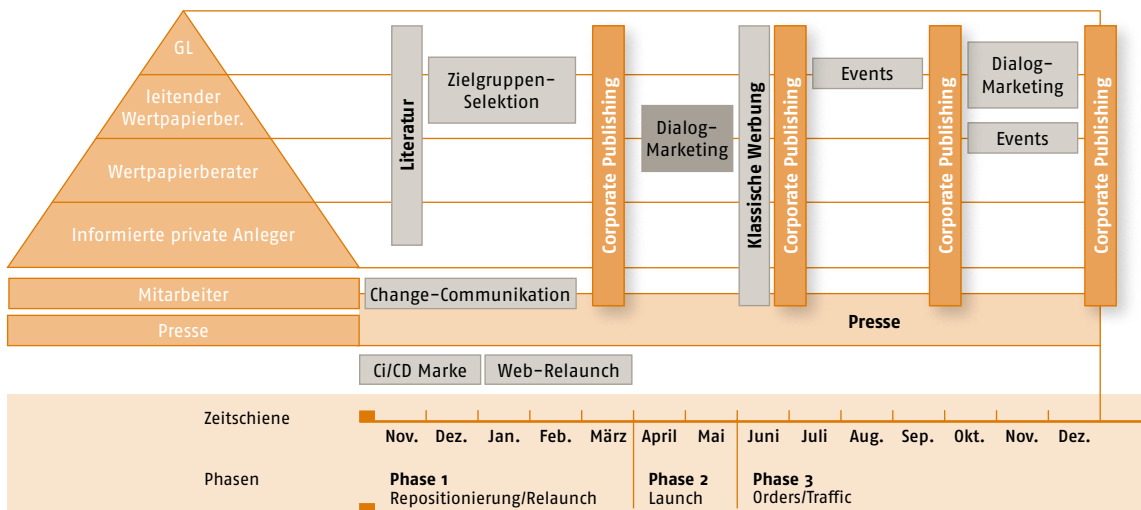 GL
leitender
Wertpapierber.
Wertpapierberater
Informierte private Anleger
Mitarbeiter
Presse
Literatur
Zielgruppen-
Selektion
Corporate Publishing
Dialog-
Marketing
Klassische Werbung
Corporate Publishing
Events
Corporate Publishing
Dialog-
Marketing
Events
Corporate Publishing
Change-Communikation
Presse
Ci/CD Marke
Web-Relaunch
Zeitschiene
Nov. Dez. Jan. Feb. März April Mai Juni Juli Aug. Sep. Okt. Nov. Dez.
Phasen
Phase 1
Repositionierung/Relaunch
Phase 2
Launch
Phase 3
Orders/Traffic